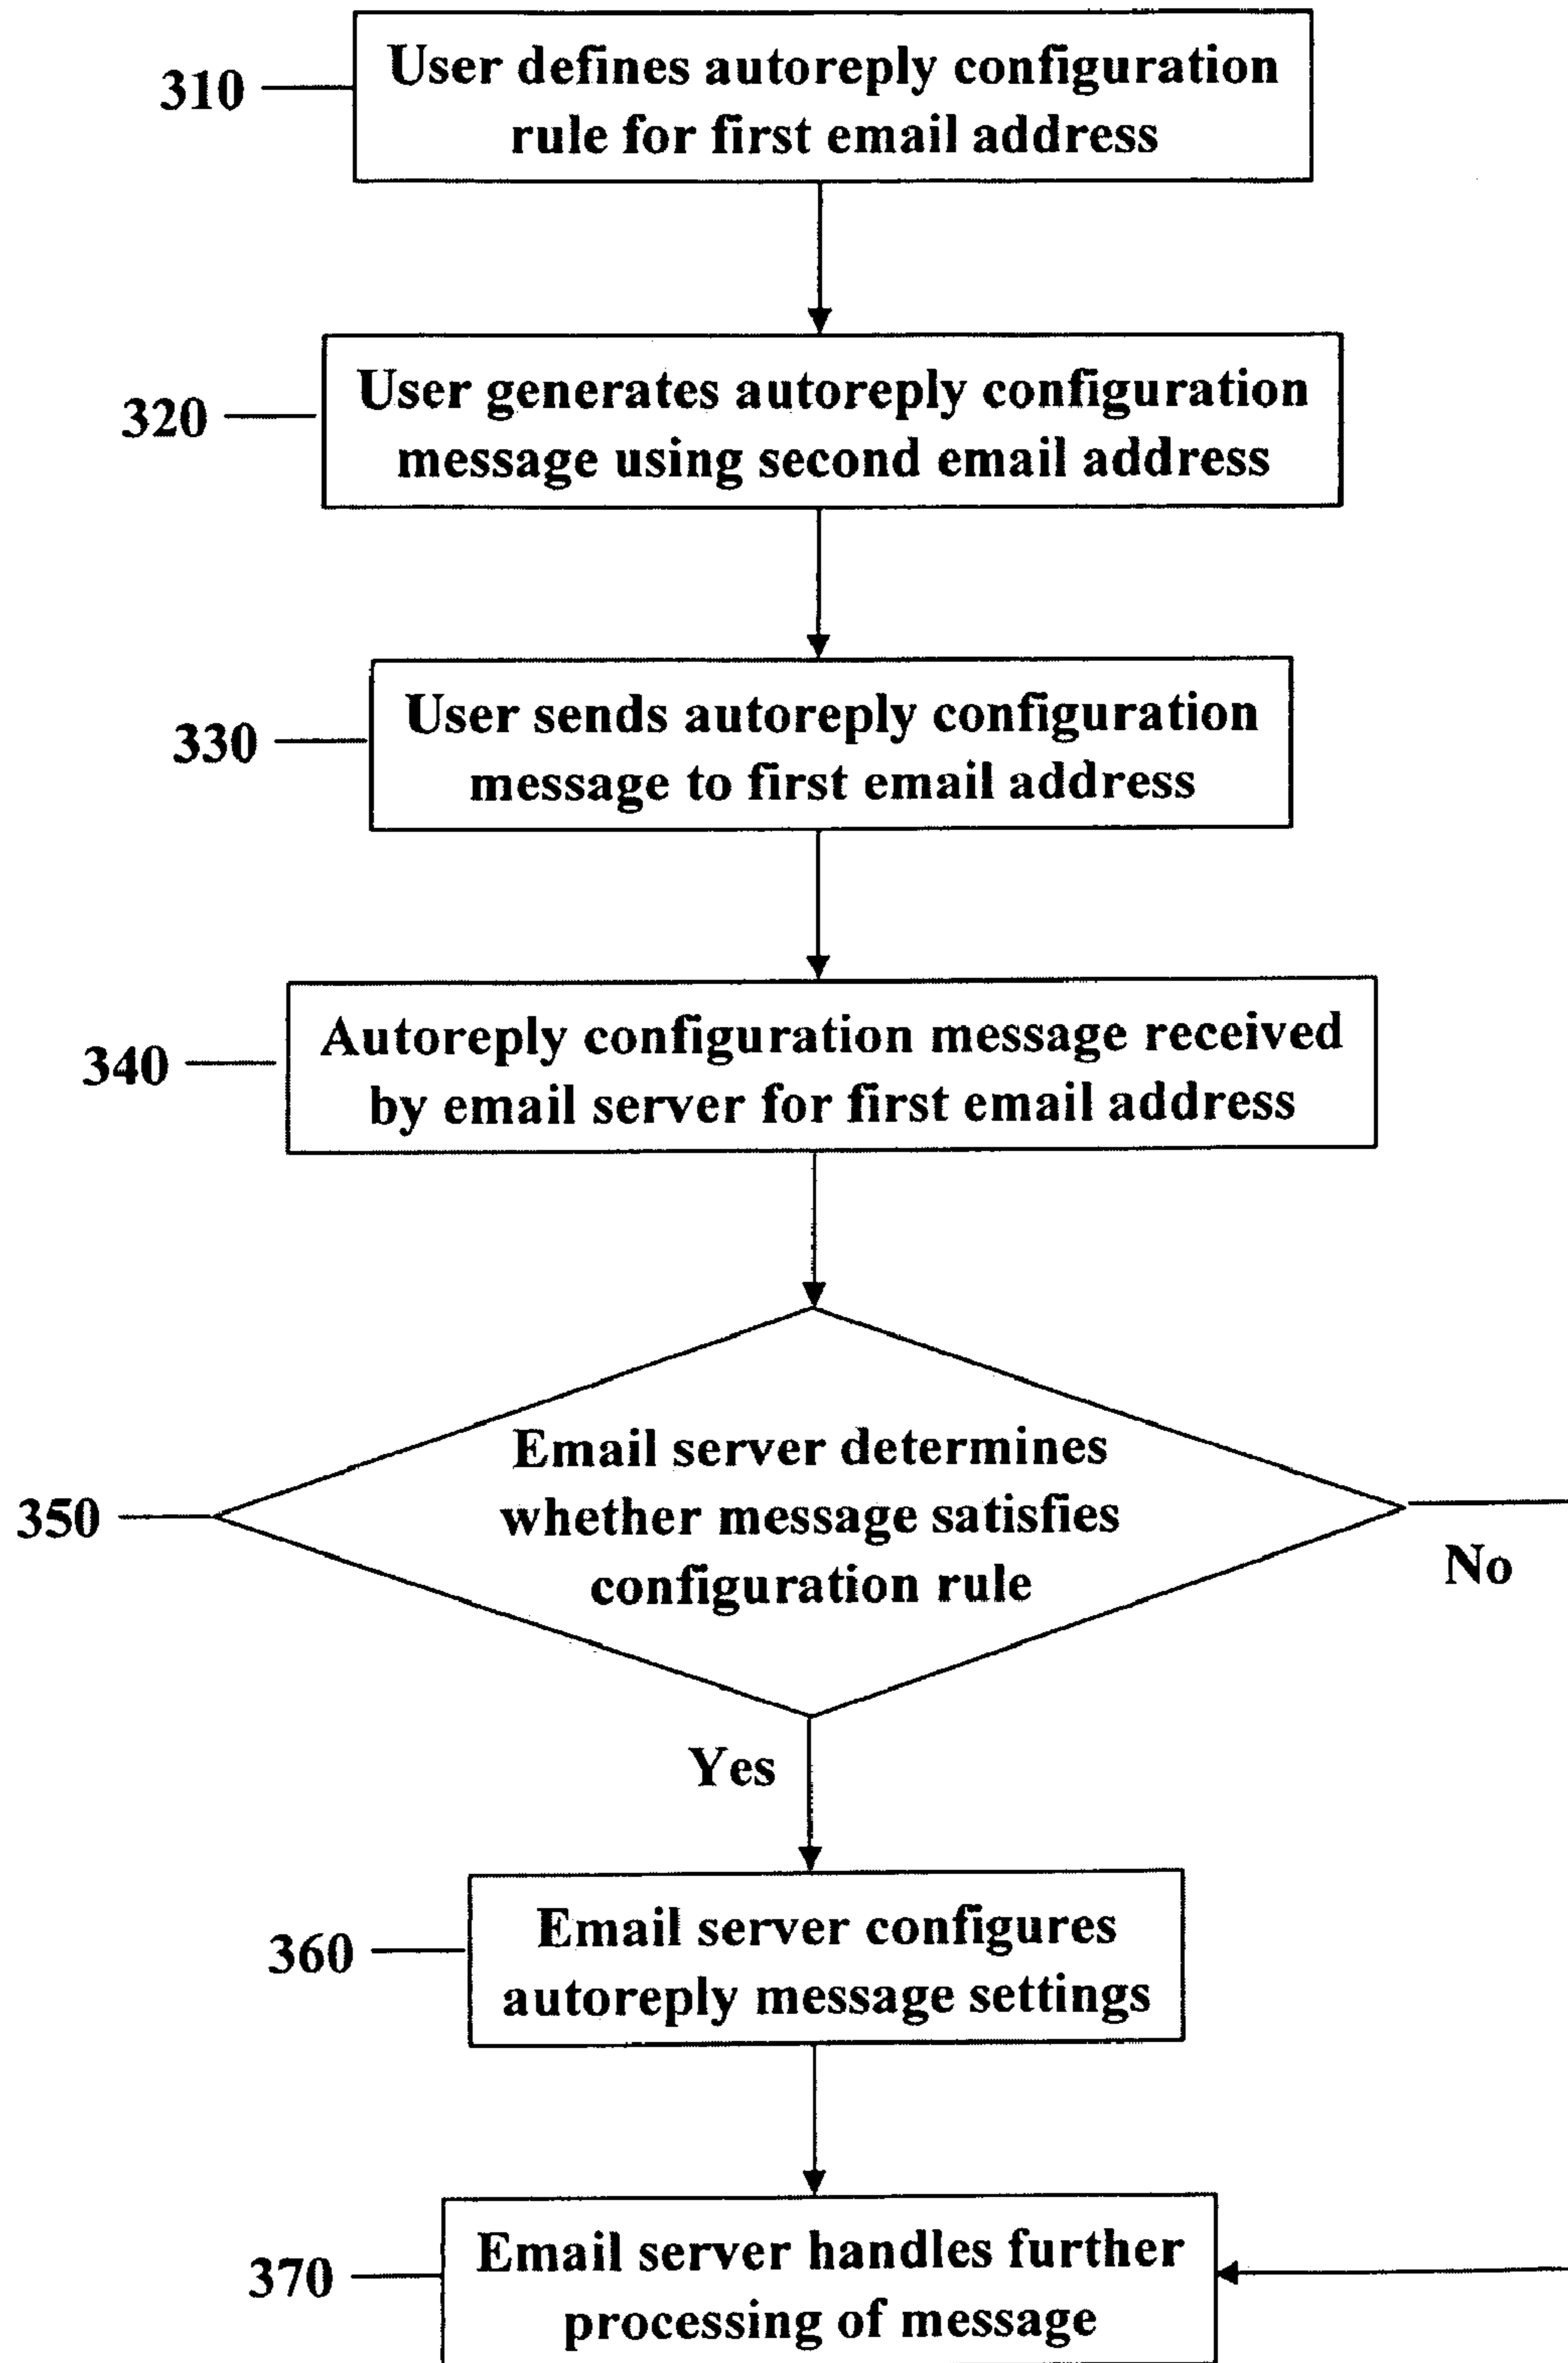 310
User defines autoreply configuration
rule for first email address
320
User generates autoreply configuration
message using second email address
330
User sends autoreply configuration
message to first email address
340
Autoreply configuration message received
by email server for first email address
350
Email server determines
whether message satisfies
configuration rule
No
Yes
360
Email server configures
autoreply message settings
370
Email server handles further
processing of message